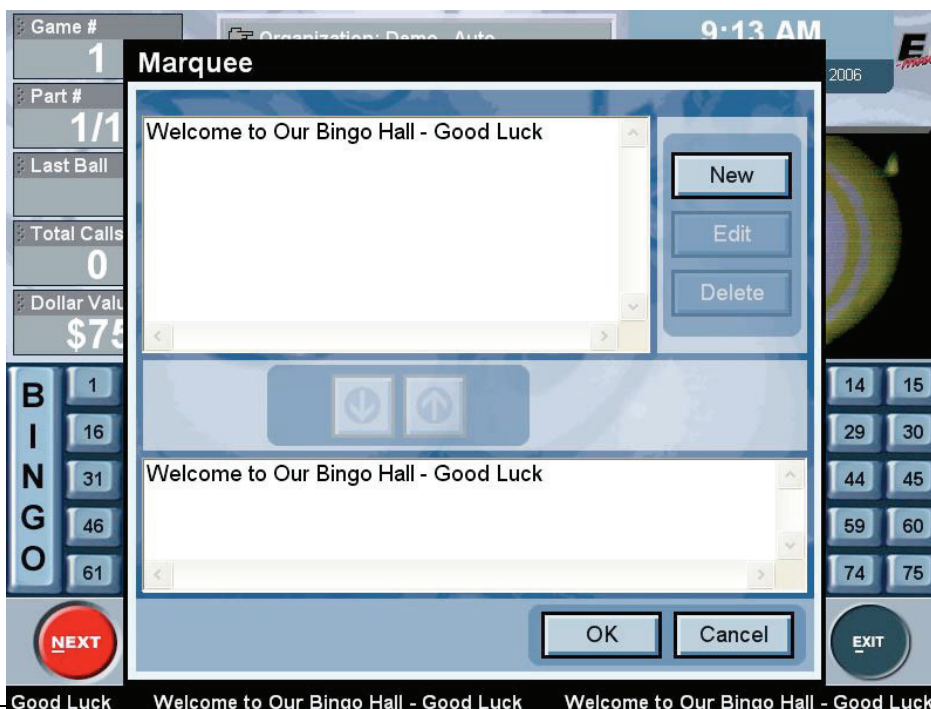 Game #
1
Organization: Demo - Auto
9:13 AM
2006
Part #
1/1
Last Ball
Total Calls
0
Dollar Valu
$75
Marquee
Welcome to Our Bingo Hall - Good Luck
New
Edit
Delete
Welcome to Our Bingo Hall - Good Luck
OK
Cancel
B 1 14 15
I 16 29 30
N 31 44 45
G 46 59 60
O 61 74 75
NEXT
EXIT
Good Luck Welcome to Our Bingo Hall - Good Luck Welcome to Our Bingo Hall - Good Luck